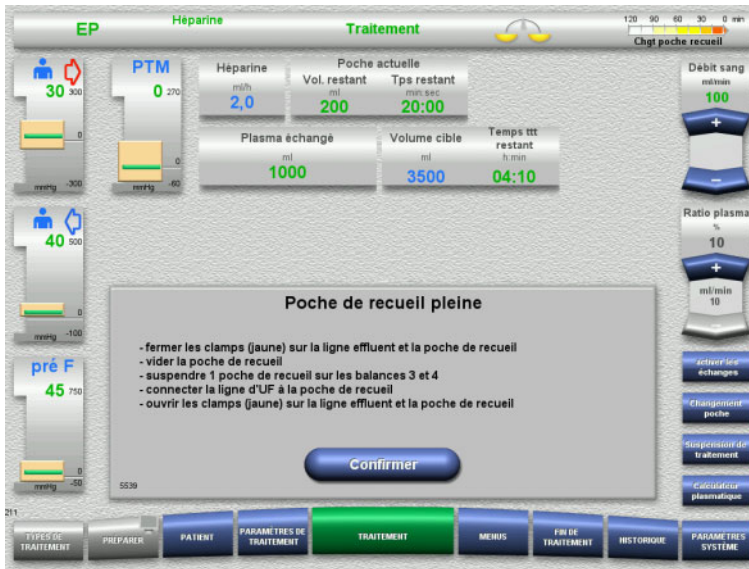 EP
Héparine
Traitement
120 90 60 30 0 min
Chgt poche recueil
30 300
0
mmHg -300
PTM
0 270
0
mmHg -60
Héparine
ml/h
2,0
Poche actuelle
Vol. restant Tps restant
ml min:sec
200 20:00
Plasma échangé
ml
1000
Volume cible Temps ttt restant
ml h:min
3500 04:10
Débit sang
ml/min
100
+
–
40 500
0
mmHg -100
Ratio plasma
%
10
+
ml/min
10
–
pré F
45 750
0
mmHg -50
Poche de recueil pleine
- fermer les clamps (jaune) sur la ligne effluent et la poche de recueil
- vider la poche de recueil
- suspendre 1 poche de recueil sur les balances 3 et 4
- connecter la ligne d'UF à la poche de recueil
- ouvrir les clamps (jaune) sur la ligne effluent et la poche de recueil
Confirmer
5539
activer les
échanges
Changement
poche
Suspension de
traitement
Calculateur
plasmatique
211
TYPES DE
TRAITEMENT
PRÉPARER
PATIENT
PARAMÈTRES DE
TRAITEMENT
TRAITEMENT
MENUS
FIN DE
TRAITEMENT
HISTORIQUE
PARAMÈTRES
SYSTÈME